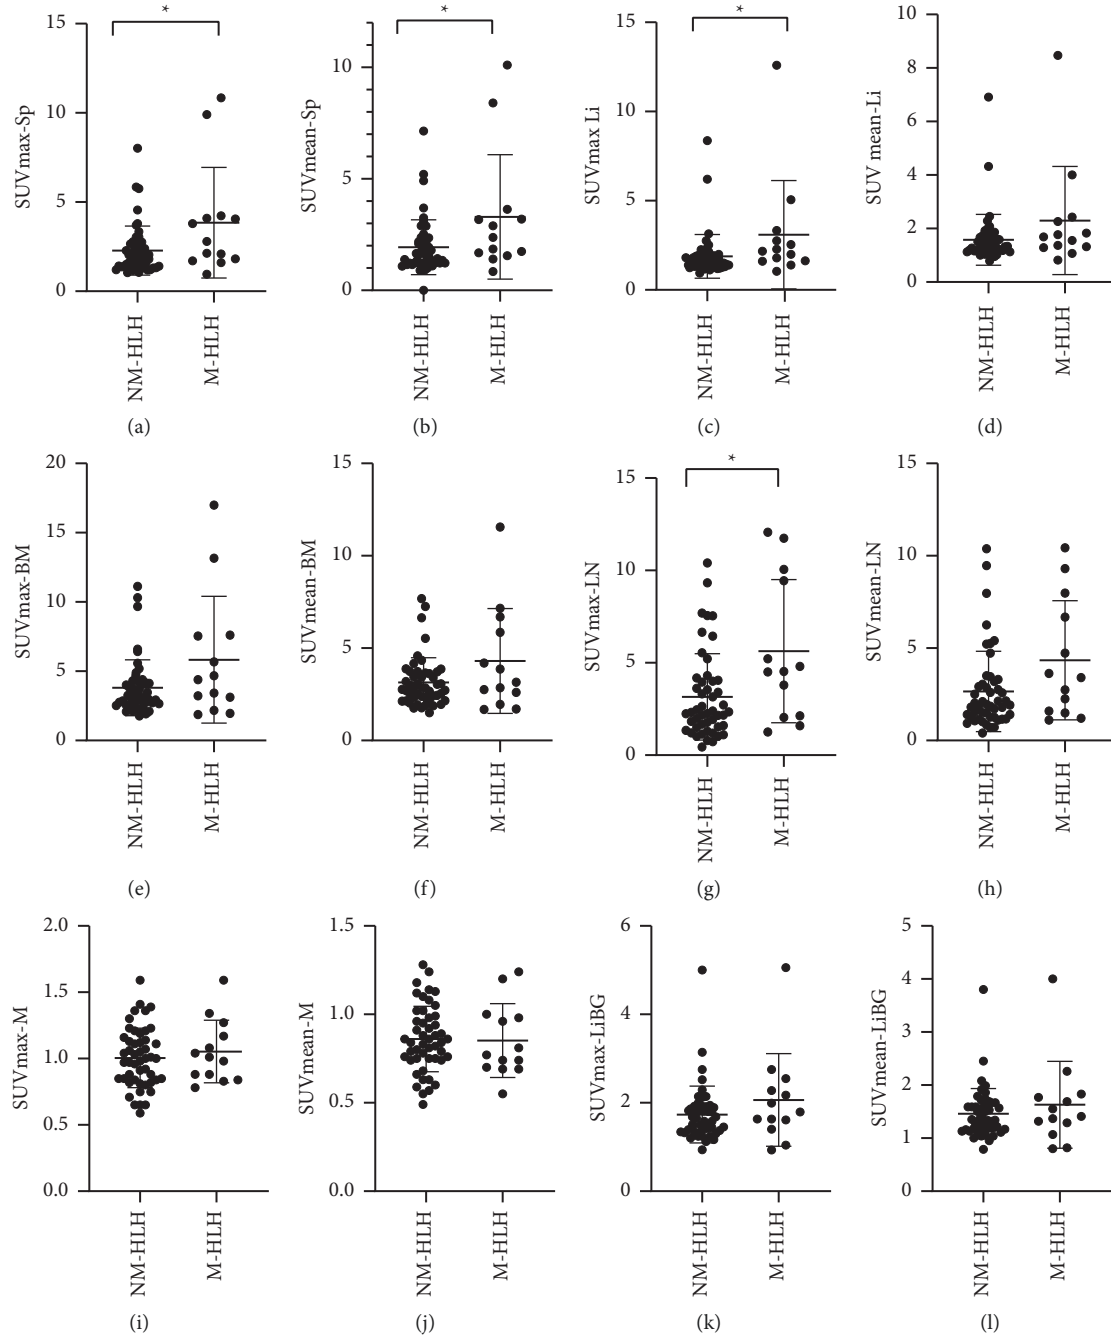 *
15
10
5
0
SUVmax-Sp
NM-HLH
M-HLH
(a)
*
10
5
0
SUVmean-Sp
NM-HLH
M-HLH
(b)
*
15
10
5
0
SUVmax Li
NM-HLH
M-HLH
(c)
10
8
6
4
2
0
SUV mean-Li
NM-HLH
M-HLH
(d)
20
15
10
5
0
SUVmax-BM
NM-HLH
M-HLH
(e)
15
10
5
0
SUVmean-BM
NM-HLH
M-HLH
(f)
*
15
10
5
0
SUVmax-LN
NM-HLH
M-HLH
(g)
15
10
5
0
SUVmean-LN
NM-HLH
M-HLH
(h)
2.0
1.5
1.0
0.5
0.0
SUVmax-M
NM-HLH
M-HLH
(i)
1.5
1.0
0.5
0.0
SUVmean-M
NM-HLH
M-HLH
(j)
6
4
2
0
SUVmax-LiBG
NM-HLH
M-HLH
(k)
5
4
3
2
1
0
SUVmean-LiBG
NM-HLH
M-HLH
(l)